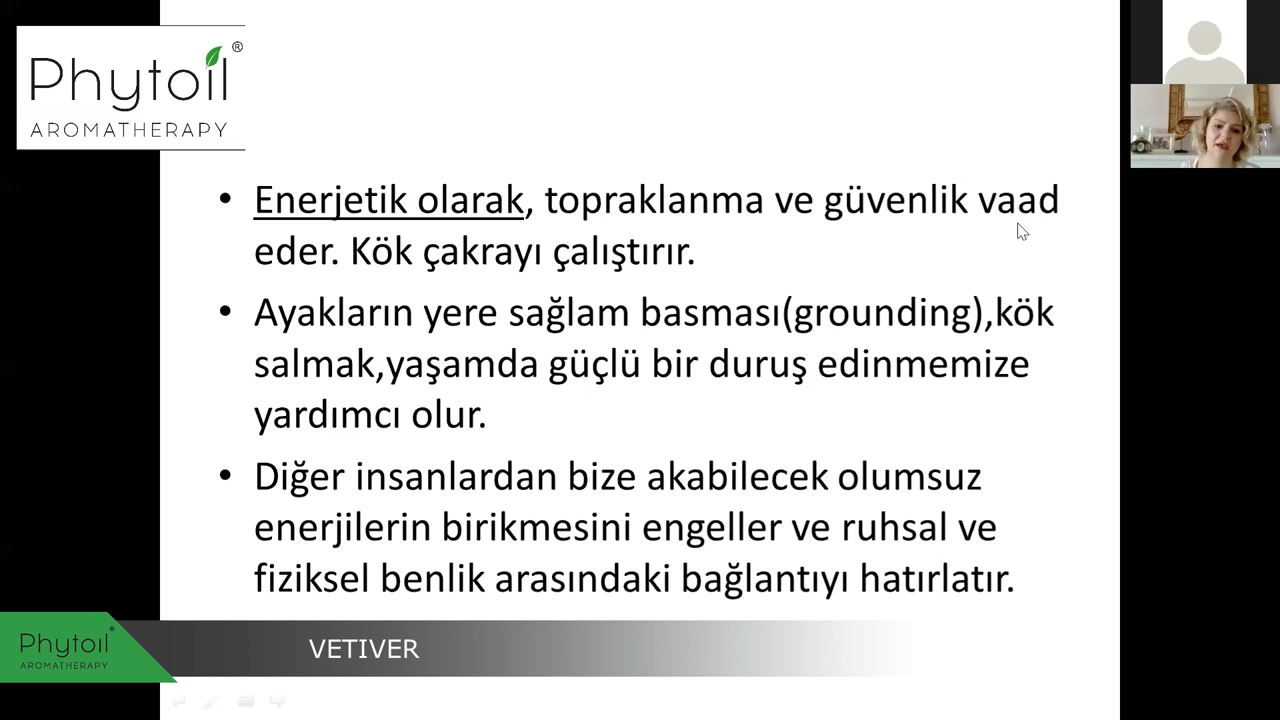 Phytoil®
AROMATHERAPY
• Enerjetik olarak, topraklanma ve güvenlik vaad
eder. Kök çakrayı çalıştırır.
• Ayakların yere sağlam basması(grounding),kök
salmak,yaşamda güçlü bir duruş edinmemize
yardımcı olur.
• Diğer insanlardan bize akabilecek olumsuz
enerjilerin birikmesini engeller ve ruhsal ve
fiziksel benlik arasındaki bağlantıyı hatırlatır.
Phytoil®
AROMATHERAPY
VETIVER